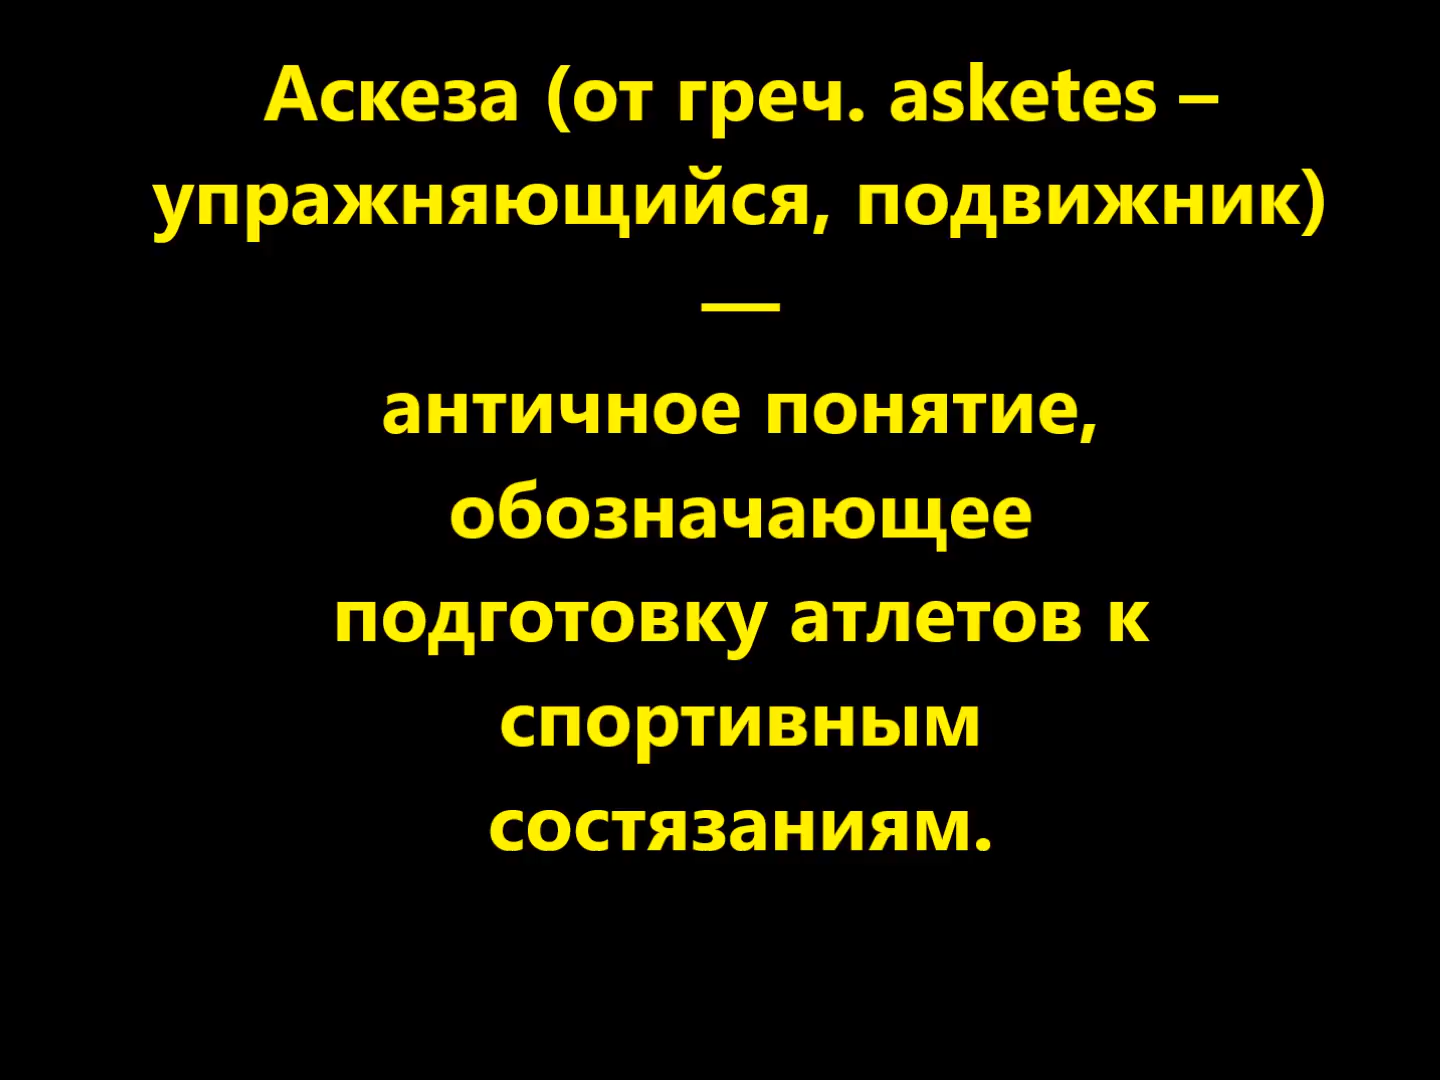 Аскеза (от греч. asketes –
упражняющийся, подвижник)
—
античное понятие,
обозначающее
подготовку атлетов к
спортивным
состязаниям.